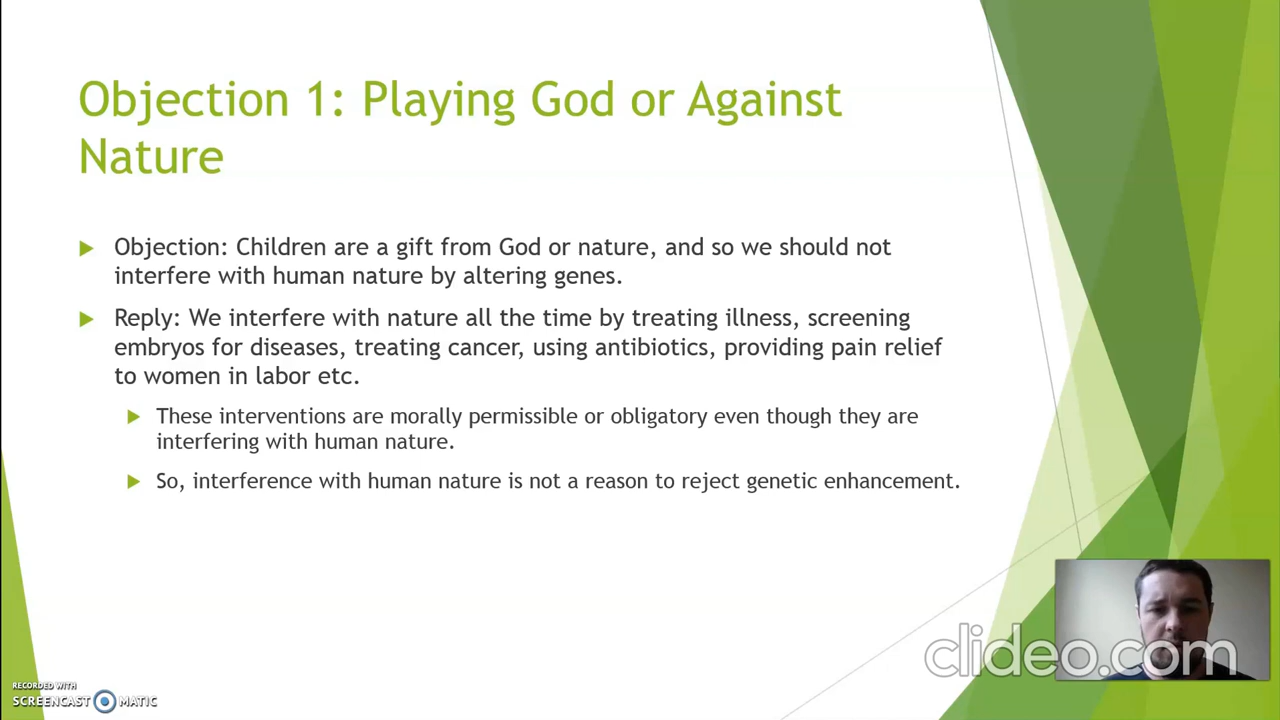 Objection 1: Playing God or Against
Nature
Objection: Children are a gift from God or nature, and so we should not
interfere with human nature by altering genes.
Reply: We interfere with nature all the time by treating illness, screening
embryos for diseases, treating cancer, using antibiotics, providing pain relief
to women in labor etc.
These interventions are morally permissible or obligatory even though they are
interfering with human nature.
So, interference with human nature is not a reason to reject genetic enhancement.
clideo.com
RECORDED WITH
SCREENCAST MATIC